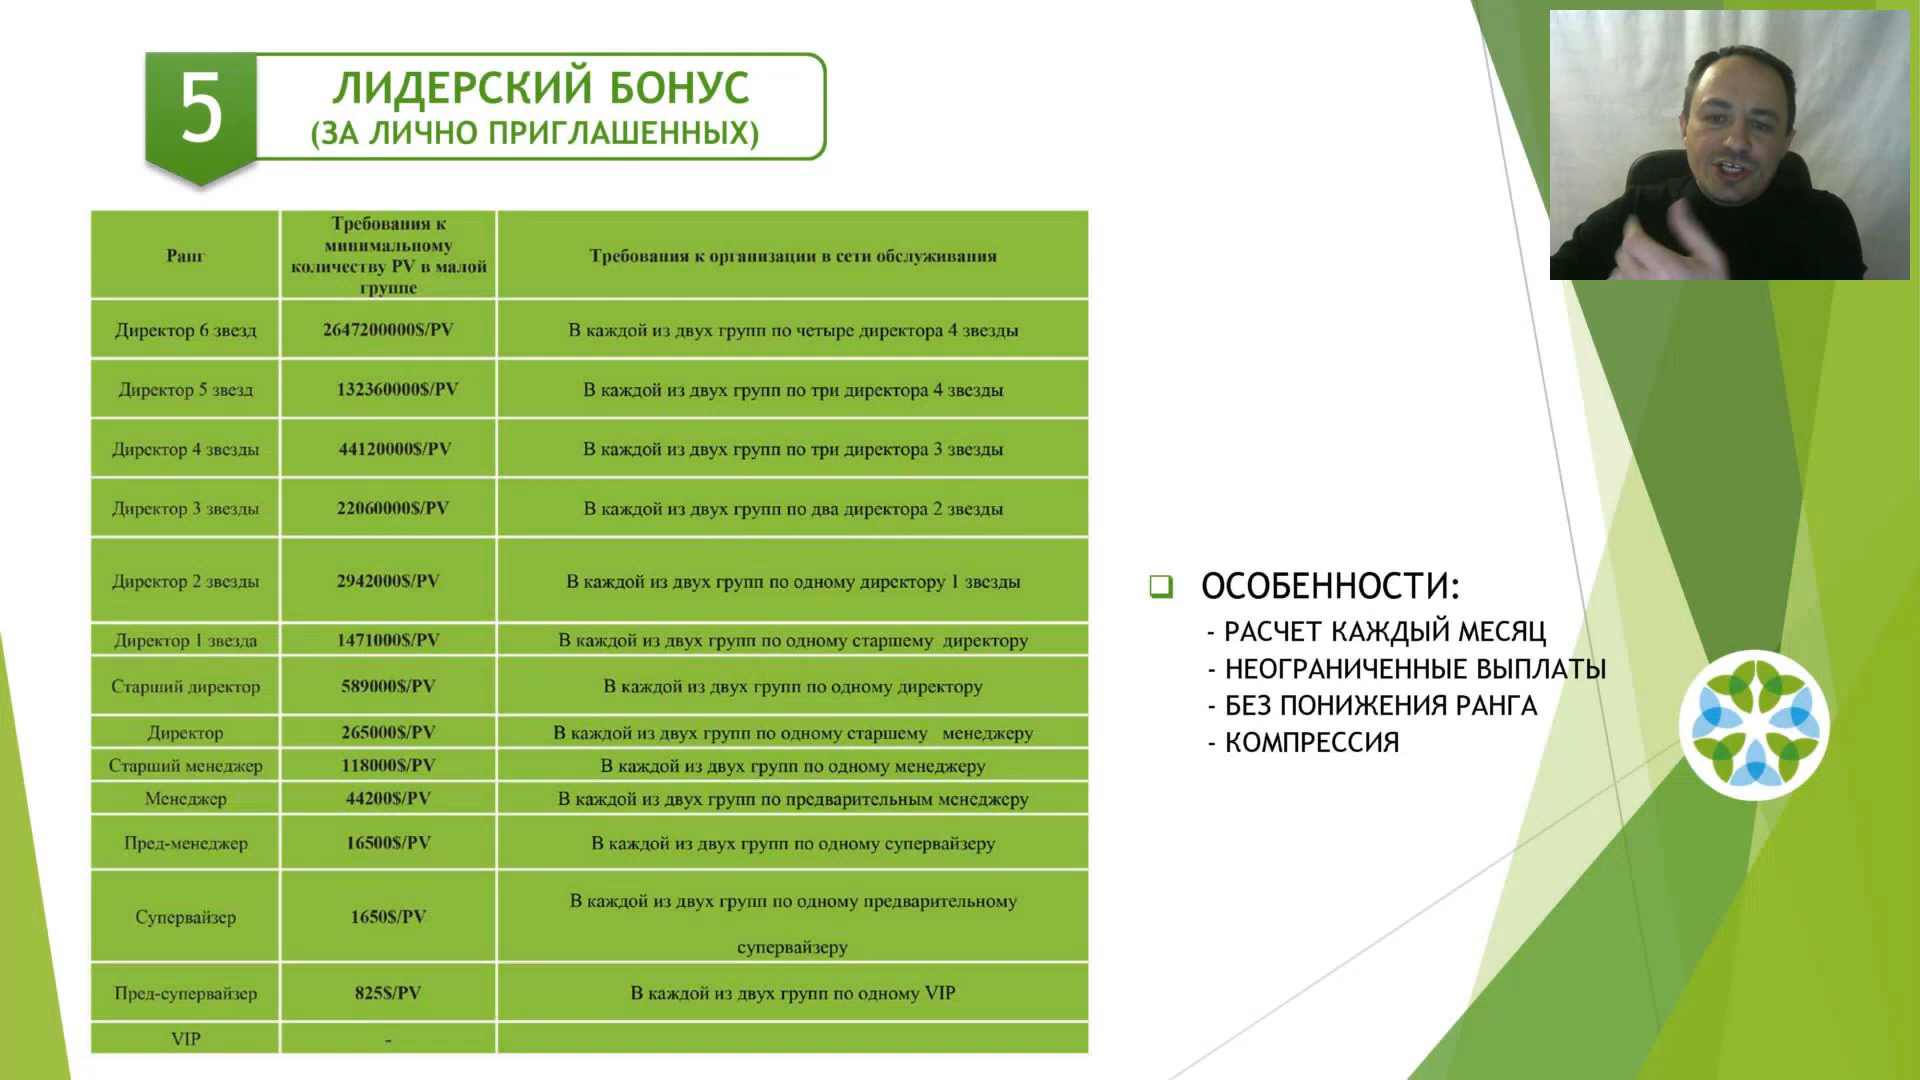 5
ЛИДЕРСКИЙ БОНУС
(ЗА ЛИЧНО ПРИГЛАШЕННЫХ)
Ранг
Требования к
минимальному
количеству PV в малой
группе
Требования к организации в сети обслуживания
Директор 6 звезд
2647200000$/PV
В каждой из двух групп по четыре директора 4 звезды
Директор 5 звезд
132360000$/PV
В каждой из двух групп по три директора 4 звезды
Директор 4 звезды
44120000$/PV
В каждой из двух групп по три директора 3 звезды
Директор 3 звезды
22060000$/PV
В каждой из двух групп по два директора 2 звезды
Директор 2 звезды
2942000$/PV
В каждой из двух групп по одному директору 1 звезды
Директор 1 звезда
1471000$/PV
В каждой из двух групп по одному старшему директору
Старший директор
589000$/PV
В каждой из двух групп по одному директору
Директор
265000$/PV
В каждой из двух групп по одному старшему менеджеру
Старший менеджер
118000$/PV
В каждой из двух групп по одному менеджеру
Менеджер
44200$/PV
В каждой из двух групп по предварительным менеджеру
Пред-менеджер
16500$/PV
В каждой из двух групп по одному супервайзеру
Супервайзер
1650$/PV
В каждой из двух групп по одному предварительному
супервайзеру
Пред-супервайзер
825$/PV
В каждой из двух групп по одному VIP
VIP
-
ОСОБЕННОСТИ:
- РАСЧЕТ КАЖДЫЙ МЕСЯЦ
- НЕОГРАНИЧЕННЫЕ ВЫПЛАТЫ
- БЕЗ ПОНИЖЕНИЯ РАНГА
- КОМПРЕССИЯ